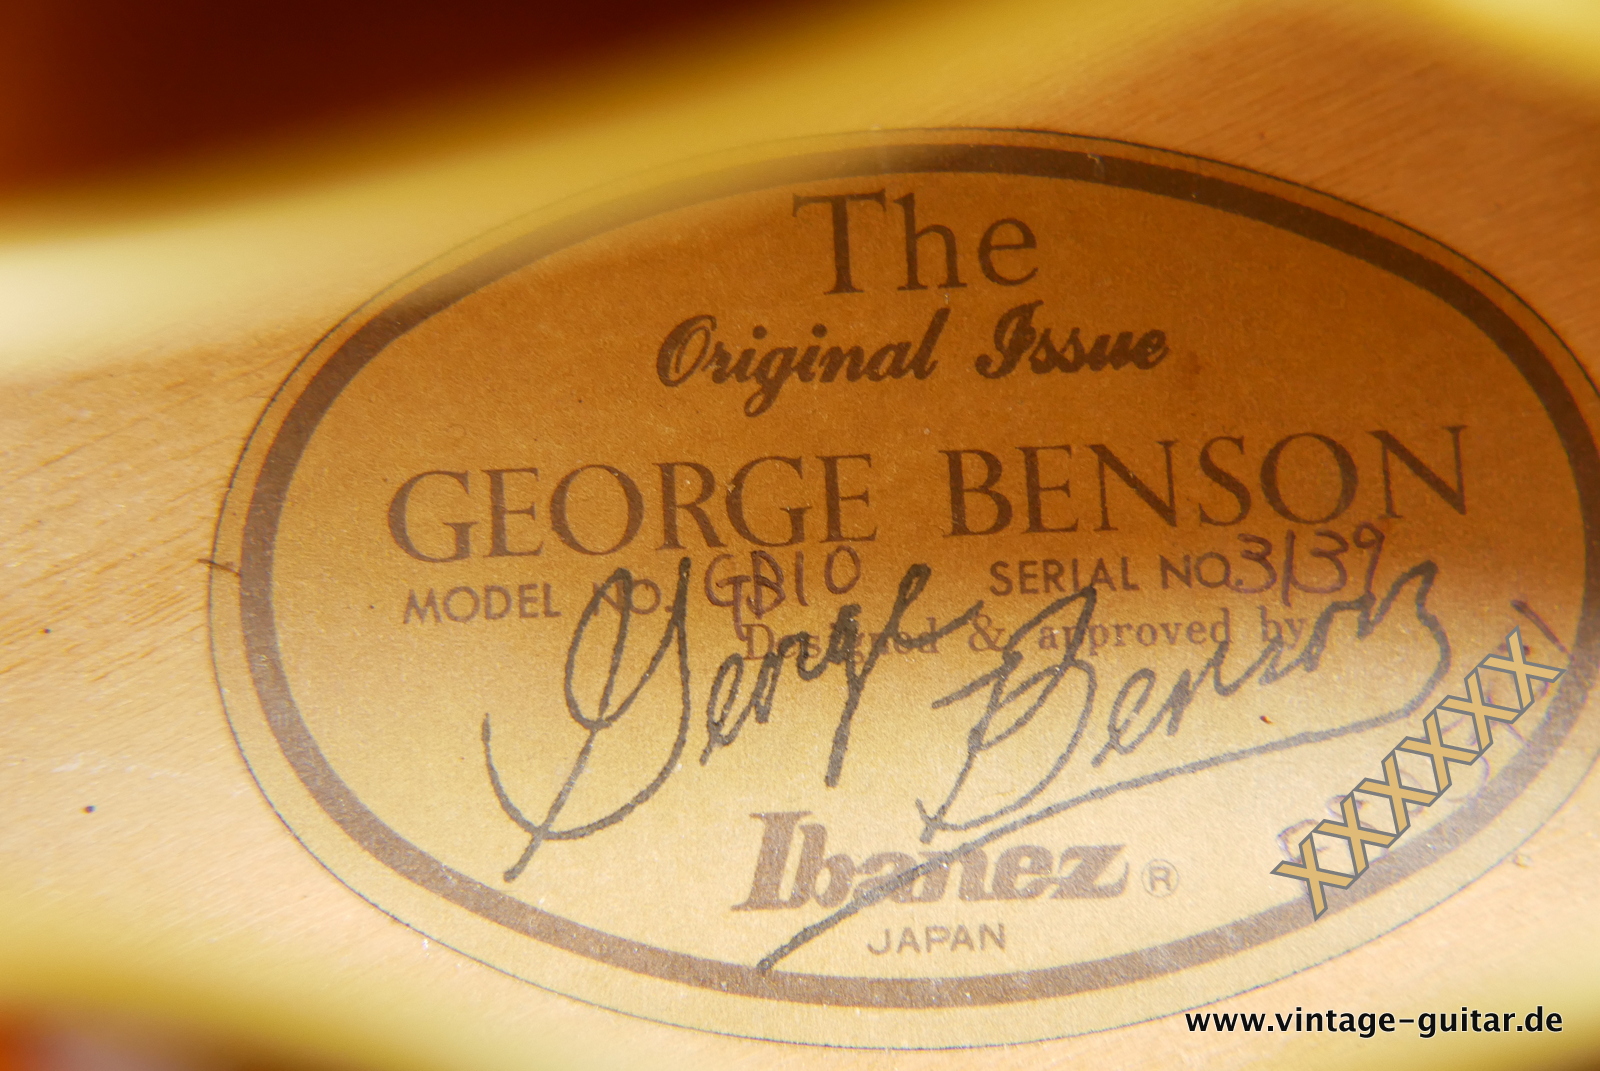 The
Original Issue
GEORGE BENSON
MODEL NO. GB10 SERIAL NO. 3139
Designed & approved by
George Benson
Ibanez®
JAPAN
XXXXXX
www.vintage-guitar.de